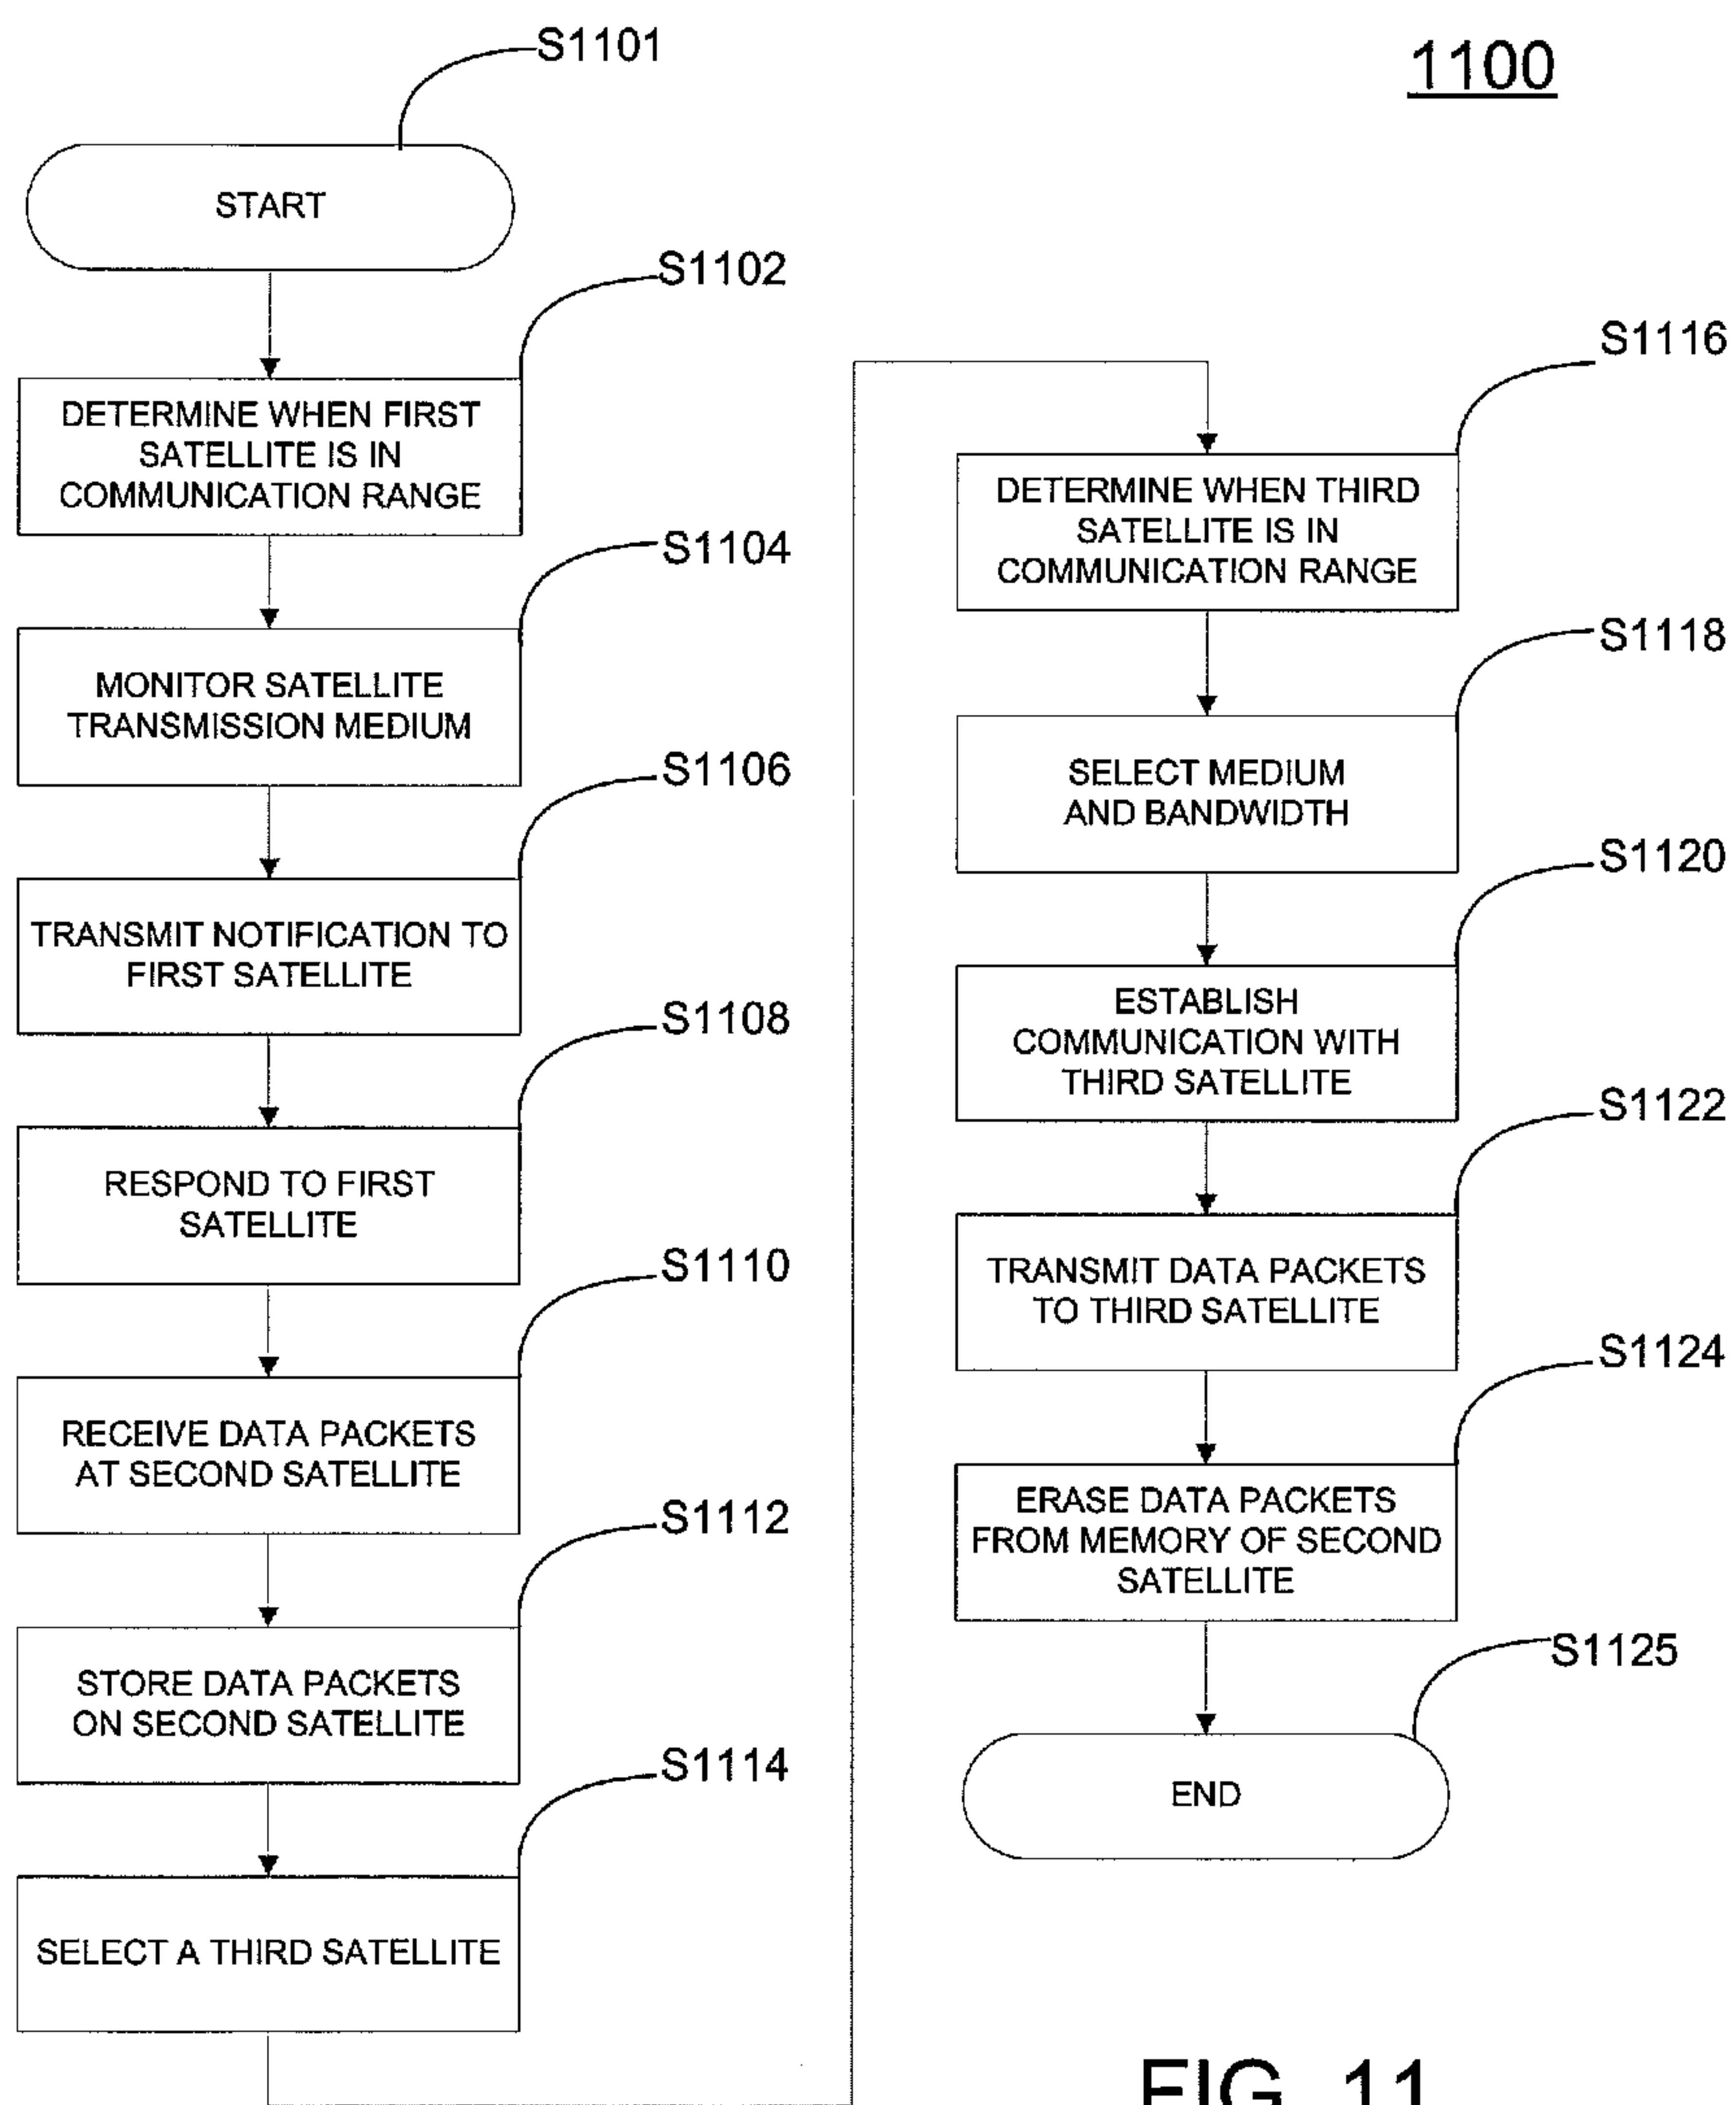 1100
S1101
START
S1102
DETERMINE WHEN FIRST
SATELLITE IS IN
COMMUNICATION RANGE
S1104
MONITOR SATELLITE
TRANSMISSION MEDIUM
S1106
TRANSMIT NOTIFICATION TO
FIRST SATELLITE
S1108
RESPOND TO FIRST
SATELLITE
S1110
RECEIVE DATA PACKETS
AT SECOND SATELLITE
S1112
STORE DATA PACKETS
ON SECOND SATELLITE
S1114
SELECT A THIRD SATELLITE
S1116
DETERMINE WHEN THIRD
SATELLITE IS IN
COMMUNICATION RANGE
S1118
SELECT MEDIUM
AND BANDWIDTH
S1120
ESTABLISH
COMMUNICATION WITH
THIRD SATELLITE
S1122
TRANSMIT DATA PACKETS
TO THIRD SATELLITE
S1124
ERASE DATA PACKETS
FROM MEMORY OF SECOND
SATELLITE
S1125
END
FIG. 11